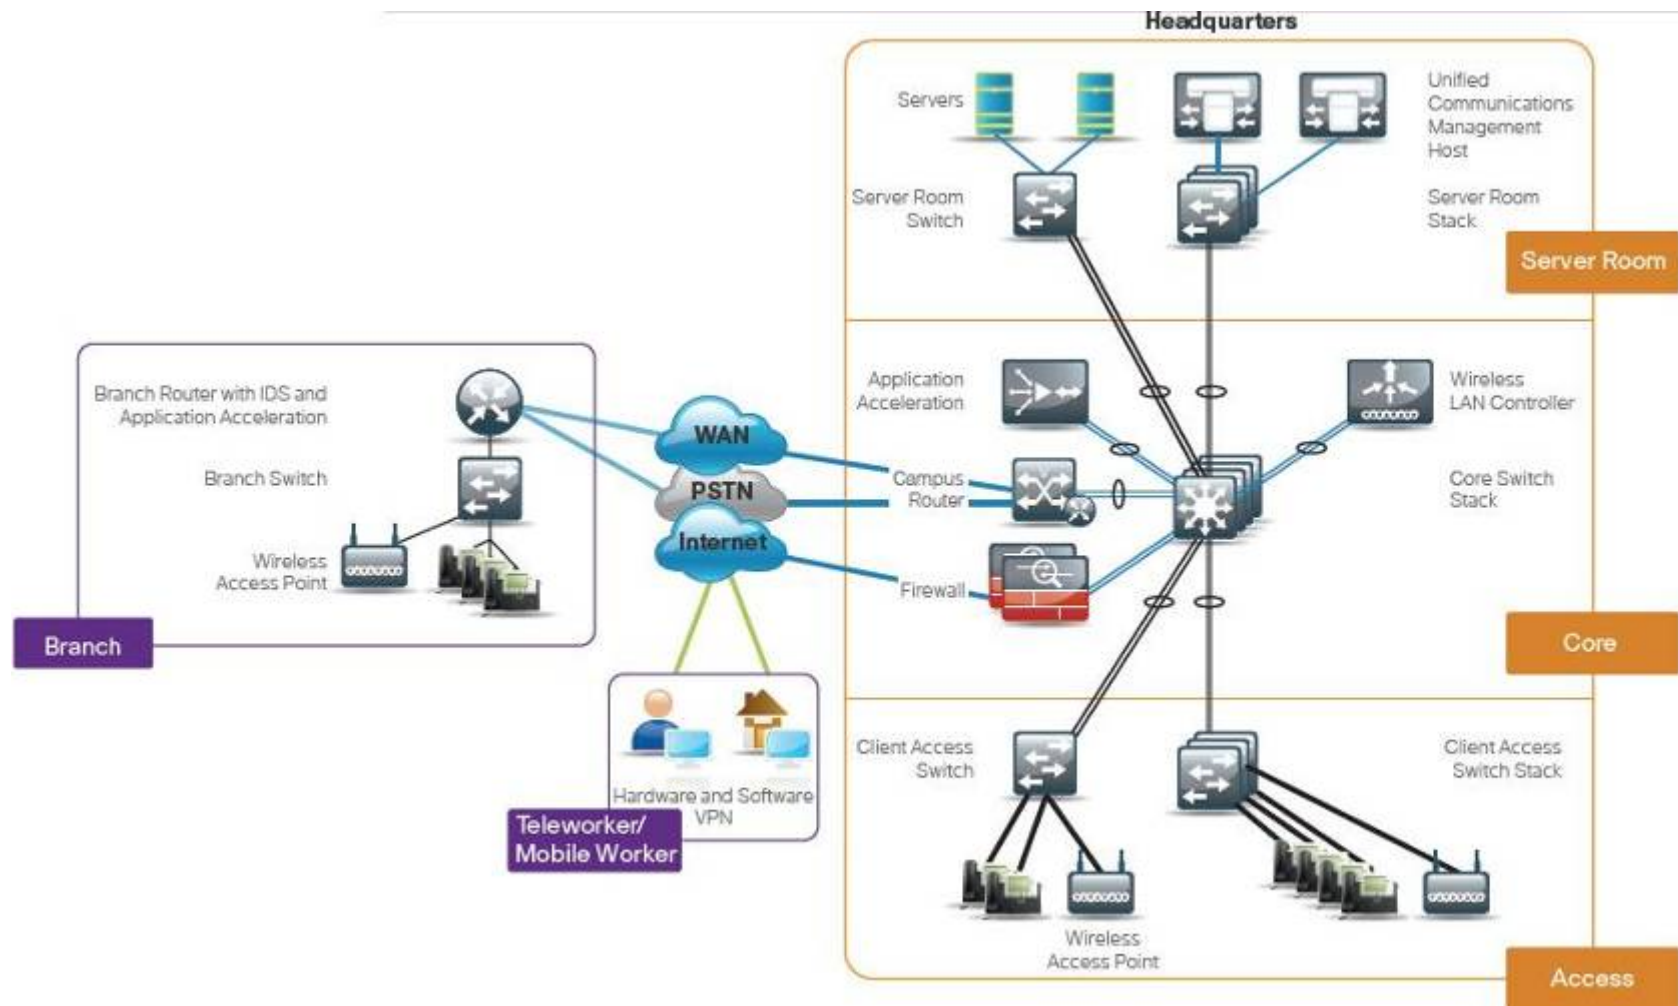 Headquarters
Servers
Unified
Communications
Management
Host
Server Room
Switch
Server Room
Stack
Server Room
Application
Acceleration
Wireless
LAN Controller
Branch Router with IDS and
Application Acceleration
WAN
Branch Switch
PSTN
Campus
Router
Core Switch
Stack
Internet
Wireless
Access Point
Firewall
Branch
Core
Client Access
Switch
Client Access
Switch Stack
Hardware and Software
VPN
Teleworker/
Mobile Worker
Wireless
Access Point
Access